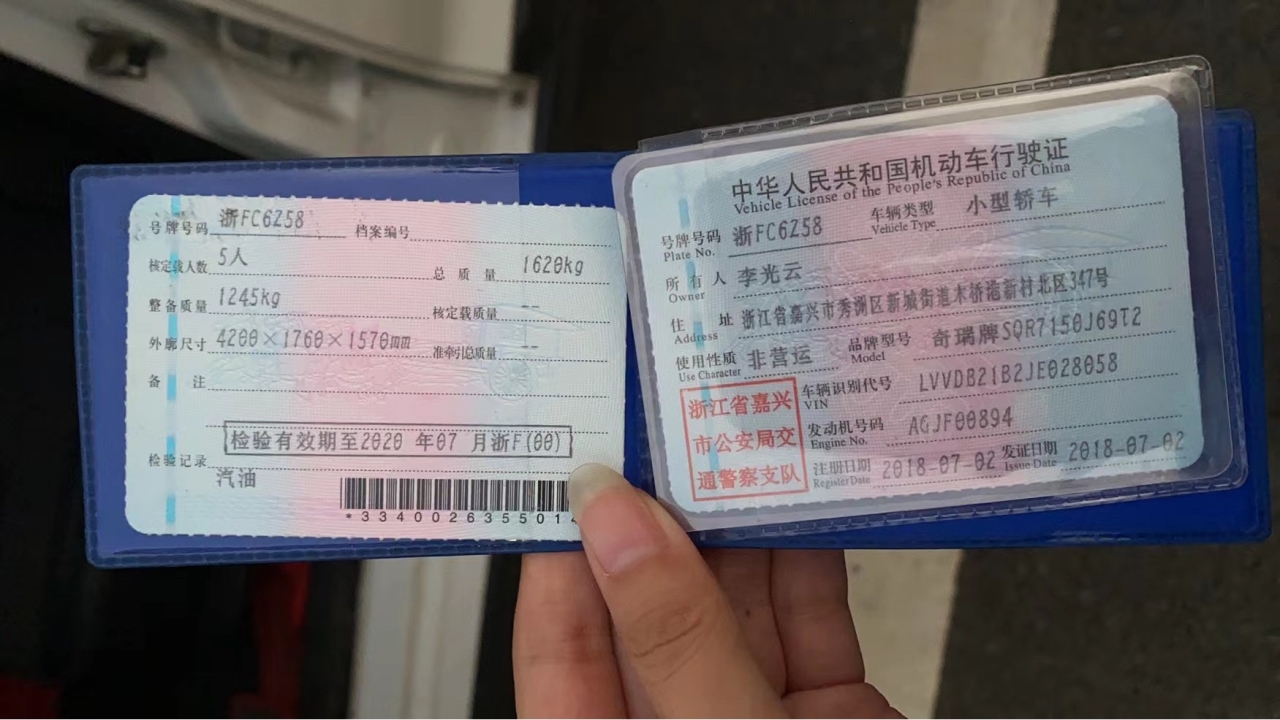 号牌号码 浙FC6Z58 档案编号
核定载人数 5人 总质量 1620kg
整备质量 1245kg 核定载质量 --
外廓尺寸 4200×1760×1570mm 准牵引总质量 --
备注
检验有效期至2020 年07 月浙F(00)
检验记录
汽油
*33400263550 14
中华人民共和国机动车行驶证
Vehicle License of the People's Republic of China
号牌号码 浙FC6Z58 车辆类型 小型轿车
Plate No. Vehicle Type
所有人 李光云
Owner
住址 浙江省嘉兴市秀洲区新城街道木桥港新村北区347号
Address
使用性质 非营运 品牌型号 奇瑞牌SQR7150J69T2
Use Character Model
浙江省嘉兴
市公安局交
通警察支队
车辆识别代号 LVVDB21B2JE028058
VIN
发动机号码 AGJF00894
Engine No.
注册日期 2018-07-02 发证日期 2018-07-02
Register Date Issue Date